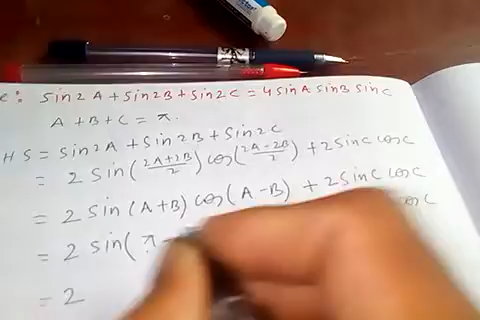 : Sin2A + Sin2B + Sin2C = 4 SinA SinB SinC
A + B + C = π.
HS = Sin2A + Sin2B + Sin2C
= 2 Sin((2A+2B)/2) Cos((2A-2B)/2) + 2SinC CosC
= 2 Sin(A+B) Cos(A-B) + 2SinC CosC
= 2 Sin(π - C
= 2